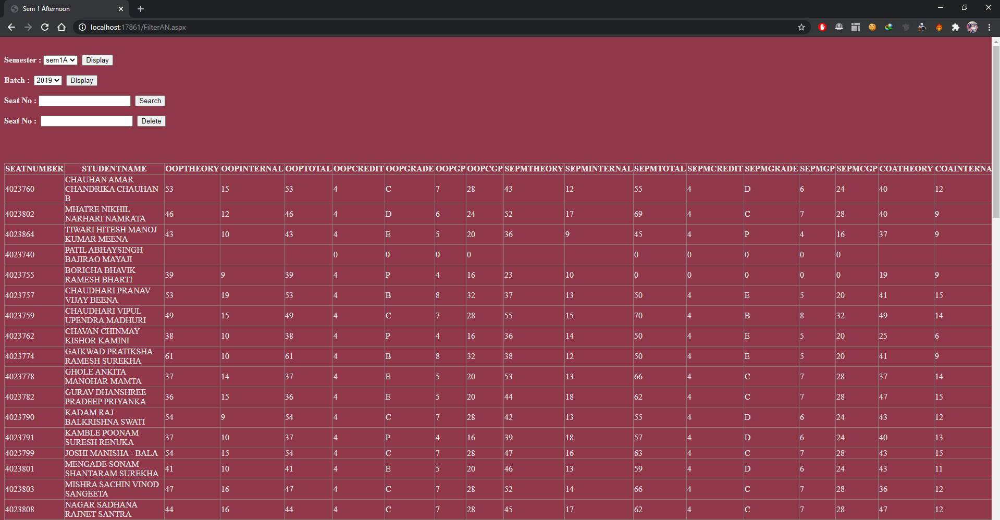 Sem 1 Afternoon
localhost:17861/FilterAN.aspx
Semester : sem1A Display
Batch : 2019 Display
Seat No : Search
Seat No : Delete
SEATNUMBER STUDENTNAME OOPTHEORY OOPINTERNAL OOPTOTAL OOPCREDIT OOPGRADE OOPGP OOPCGP SEPMTHEORY SEPMINTERNAL SEPMTOTAL SEPMCREDIT SEPMGRADE SEPMGP SEPMCGP COATHEORY COAINTERNA
CHAUHAN AMAR
4023760 CHANDRIKA CHAUHAN 53 15 53 4 C 7 28 43 12 55 4 D 6 24 40 12
B
4023802 MHATRE NIKHIL 46 12 46 4 D 6 24 52 17 69 4 C 7 28 40 9
NARHARI NAMRATA
4023864 TIWARI HITESH MANOJ 43 10 43 4 E 5 20 36 9 45 4 P 4 16 37 9
KUMAR MEENA
4023740 PATIL ABHAYSINGH 0 0 0 0 0 0 0 0 0
BAJIRAO MAYAJI
4023755 BORICHA BHAVIK 39 9 39 4 P 4 16 23 10 0 0 0 0 0 19 9
RAMESH BHARTI
4023757 CHAUDHARI PRANAV 53 19 53 4 B 8 32 37 13 50 4 E 5 20 41 15
VIJAY BEENA
4023759 CHAUDHARI VIPUL 49 15 49 4 C 7 28 55 15 70 4 B 8 32 49 14
UPENDRA MADHURI
4023762 CHAVAN CHINMAY 38 10 38 4 P 4 16 36 14 50 4 E 5 20 25 6
KISHOR KAMINI
4023774 GAIKWAD PRATIKSHA 61 10 61 4 B 8 32 38 12 50 4 E 5 20 41 9
RAMESH SUREKHA
4023778 GHOLE ANKITA 37 14 37 4 E 5 20 53 13 66 4 C 7 28 37 14
MANOHAR MAMTA
4023782 GURAV DHANSHREE 36 15 36 4 E 5 20 44 18 62 4 C 7 28 47 15
PRADEEP PRIYANKA
4023790 KADAM RAJ 54 9 54 4 C 7 28 42 13 55 4 D 6 24 43 12
BALKRISHNA SWATI
4023791 KAMBLE POONAM 37 10 37 4 P 4 16 39 18 57 4 D 6 24 40 13
SURESH RENUKA
4023799 JOSHI MANISHA - BALA 54 15 54 4 C 7 28 47 16 63 4 C 7 28 43 15
4023801 MENGADE SONAM 41 10 41 4 E 5 20 46 13 59 4 D 6 24 43 11
SHANTARAM SUREKHA
4023803 MISHRA SACHIN VINOD 47 16 47 4 C 7 28 52 14 66 4 C 7 28 36 12
SANGEETA
4023808 NAGAR SADHANA 44 16 44 4 C 7 28 45 17 62 4 C 7 28 47 12
RAJNET SANTRA